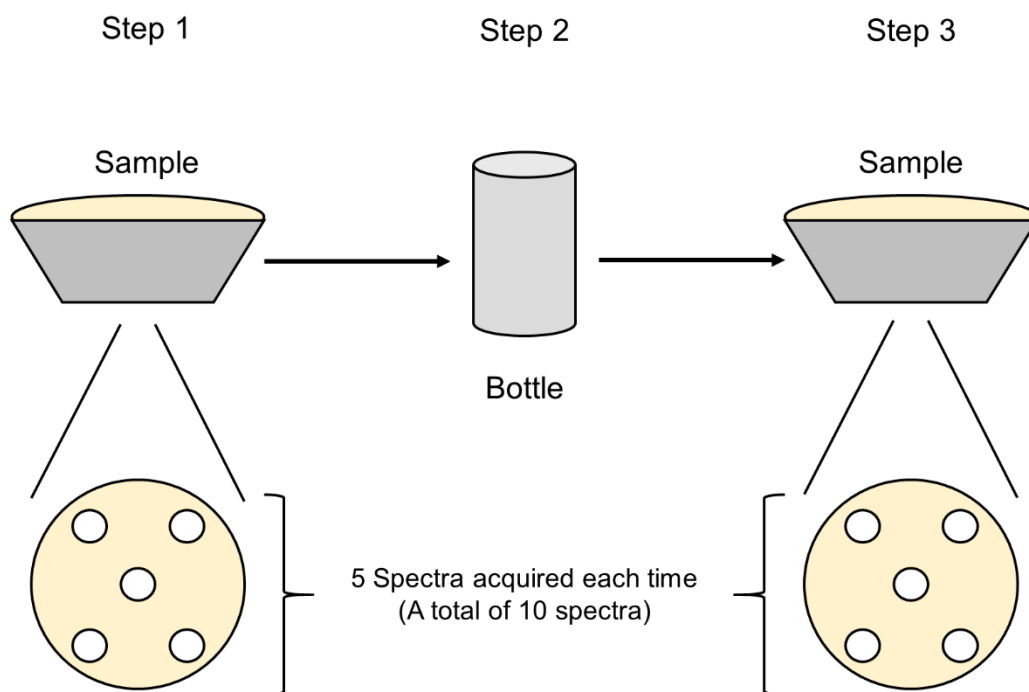 Step 1
Step 2
Step 3
Sample
Sample
Bottle
5 Spectra acquired each time
(A total of 10 spectra)